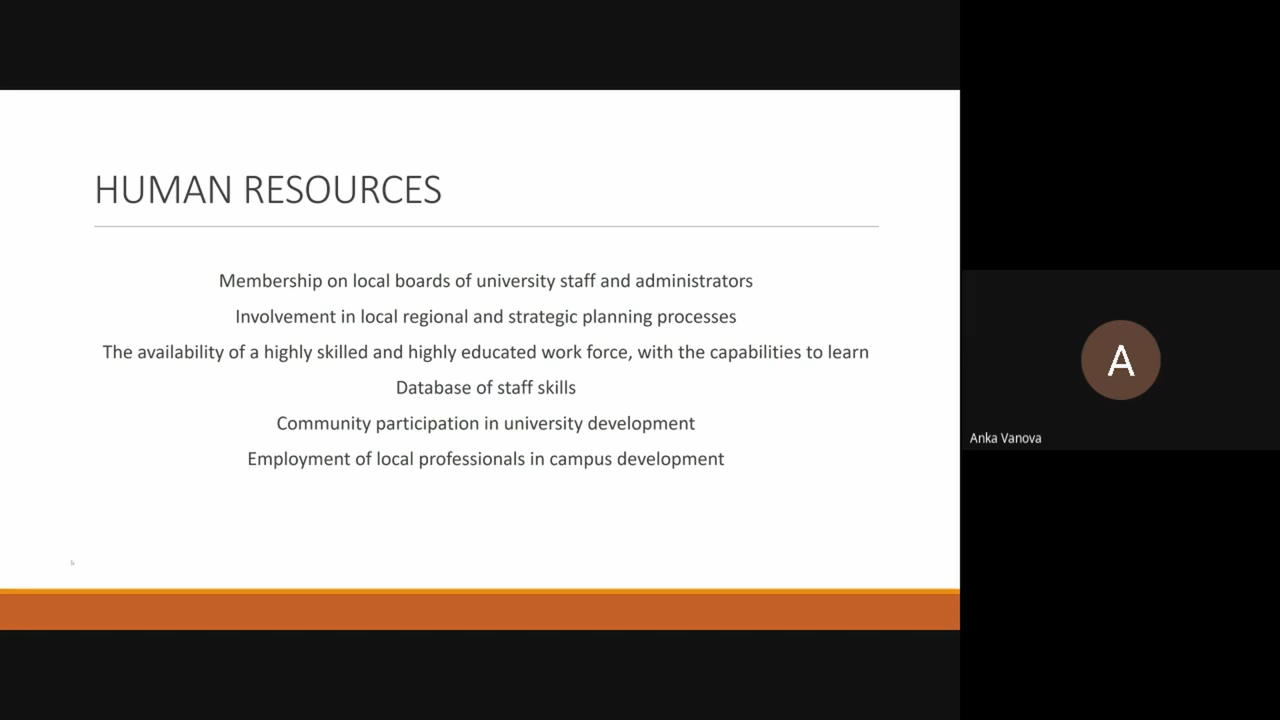 HUMAN RESOURCES
Membership on local boards of university staff and administrators
Involvement in local regional and strategic planning processes
The availability of a highly skilled and highly educated work force, with the capabilities to learn
Database of staff skills
Community participation in university development
Employment of local professionals in campus development
A
Anka Vanova